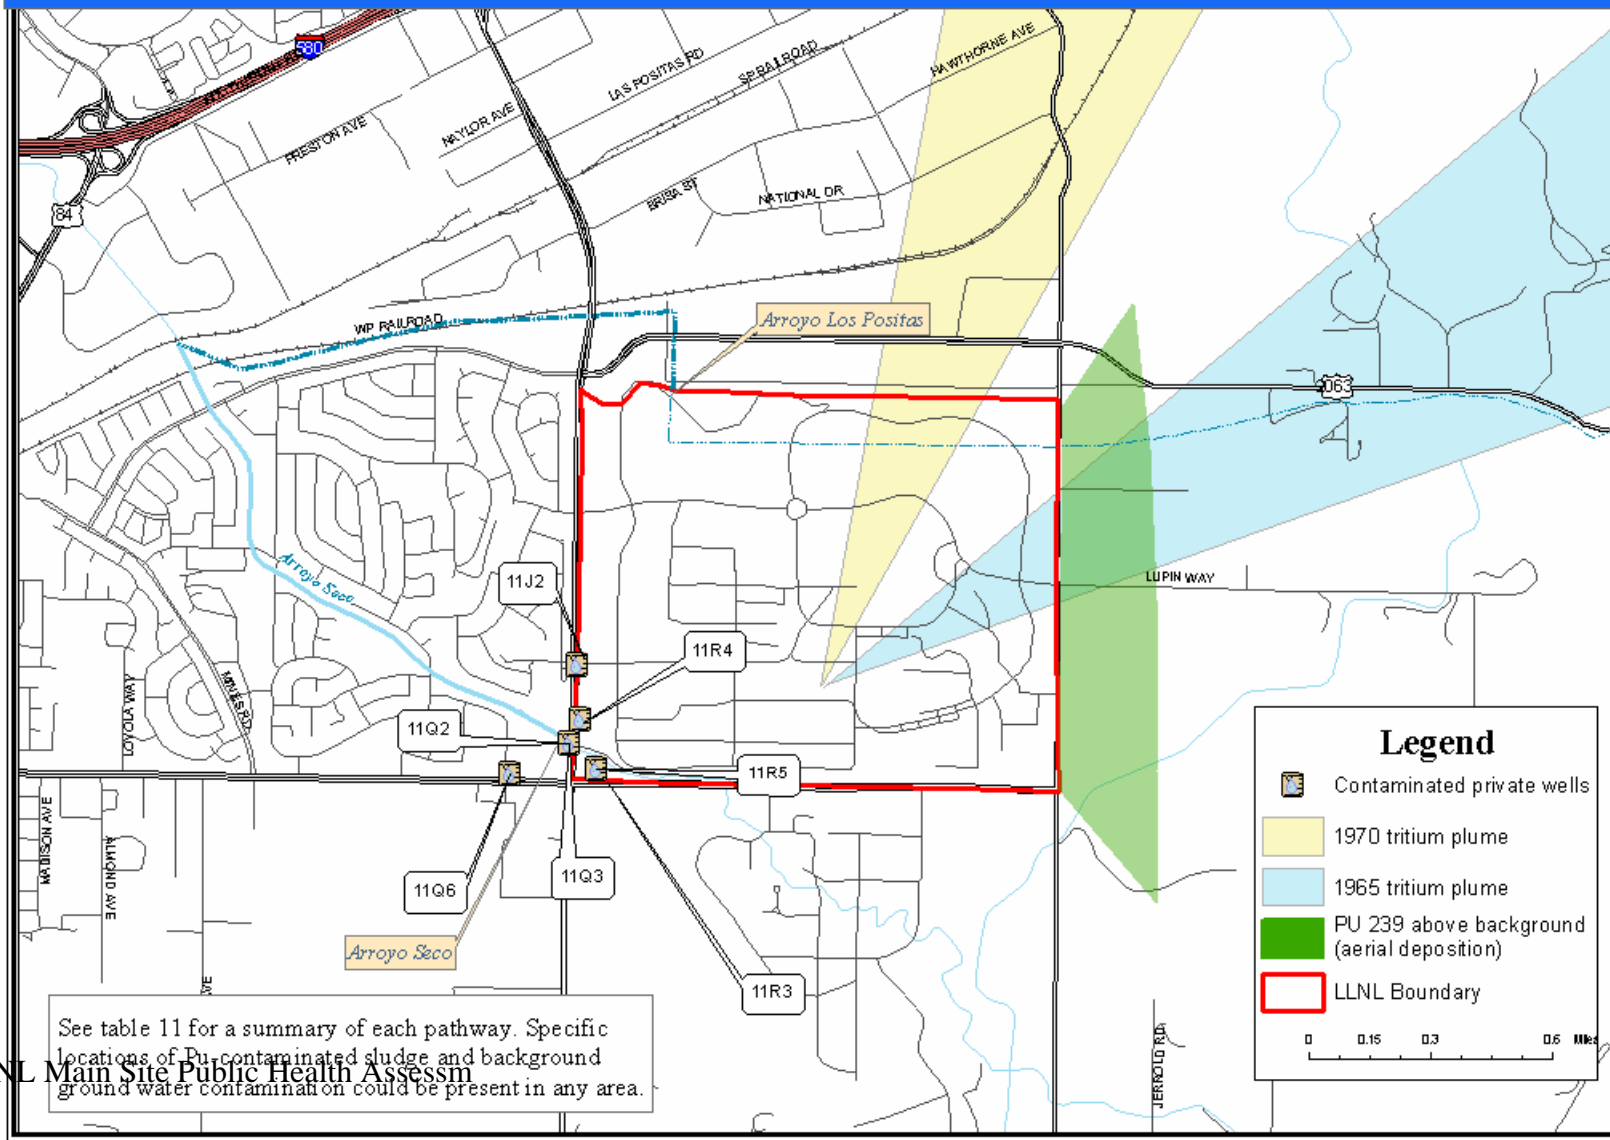 580
84
PRESTON AVE
NAYLOR AVE
LAS POSITAS RD
SP RAILROAD
HAWTHORNE AVE
BRISA ST
NATIONAL DR
WP RAILROAD
Arroyo Los Positas
063
Arroyo Seco
11J2
LUPIN WAY
11R4
LOYOLA WAY
MINES RD
11Q2
11R5
MADISON AVE
ALMOND AVE
11Q6
11Q3
Arroyo Seco
11R3
VE
JERROLD RD
Legend
Contaminated private wells
1970 tritium plume
1965 tritium plume
PU 239 above background
(aerial deposition)
LLNL Boundary
0 0.15 0.3 0.6 Miles
See table 11 for a summary of each pathway. Specific
locations of Pu-contaminated sludge and background
ground water contamination could be present in any area.
NL Main Site Public Health Assessm